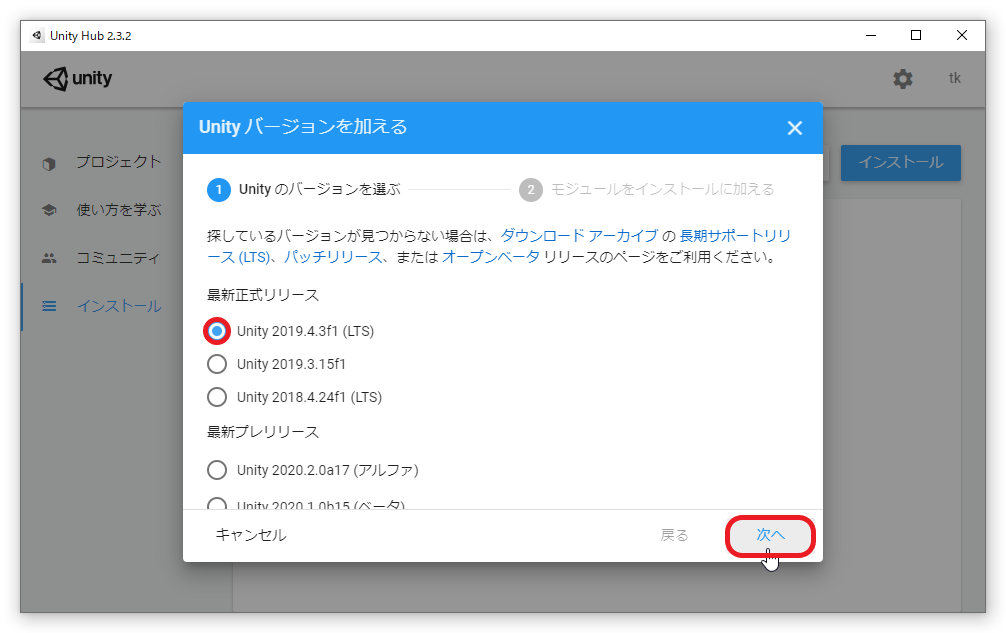 Unity Hub 2.3.2
unity
tk
プロジェクト
使い方を学ぶ
コミュニティ
インストール
インストール
Unity バージョンを加える
1 Unity のバージョンを選ぶ
2 モジュールをインストールに加える
探しているバージョンが見つからない場合は、ダウンロード アーカイブ の 長期サポートリリ
ース (LTS)、パッチリリース、または オープンベータ リリースのページをご利用ください。
最新正式リリース
Unity 2019.4.3f1 (LTS)
Unity 2019.3.15f1
Unity 2018.4.24f1 (LTS)
最新プレリリース
Unity 2020.2.0a17 (アルファ)
Unity 2020.1.0b15 (ベータ)
キャンセル
戻る
次へ